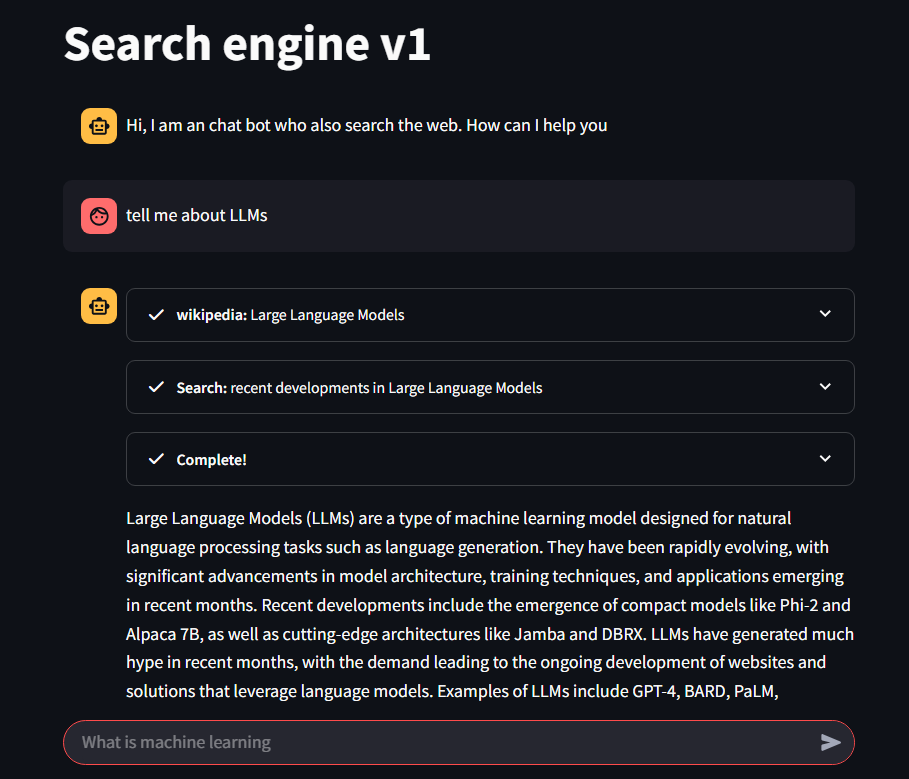 Search engine v1
Hi, I am an chat bot who also search the web. How can I help you
tell me about LLMs
wikipedia: Large Language Models
Search: recent developments in Large Language Models
Complete!
Large Language Models (LLMs) are a type of machine learning model designed for natural
language processing tasks such as language generation. They have been rapidly evolving, with
significant advancements in model architecture, training techniques, and applications emerging
in recent months. Recent developments include the emergence of compact models like Phi-2 and
Alpaca 7B, as well as cutting-edge architectures like Jamba and DBRX. LLMs have generated much
hype in recent months, with the demand leading to the ongoing development of websites and
solutions that leverage language models. Examples of LLMs include GPT-4, BARD, PaLM,
What is machine learning